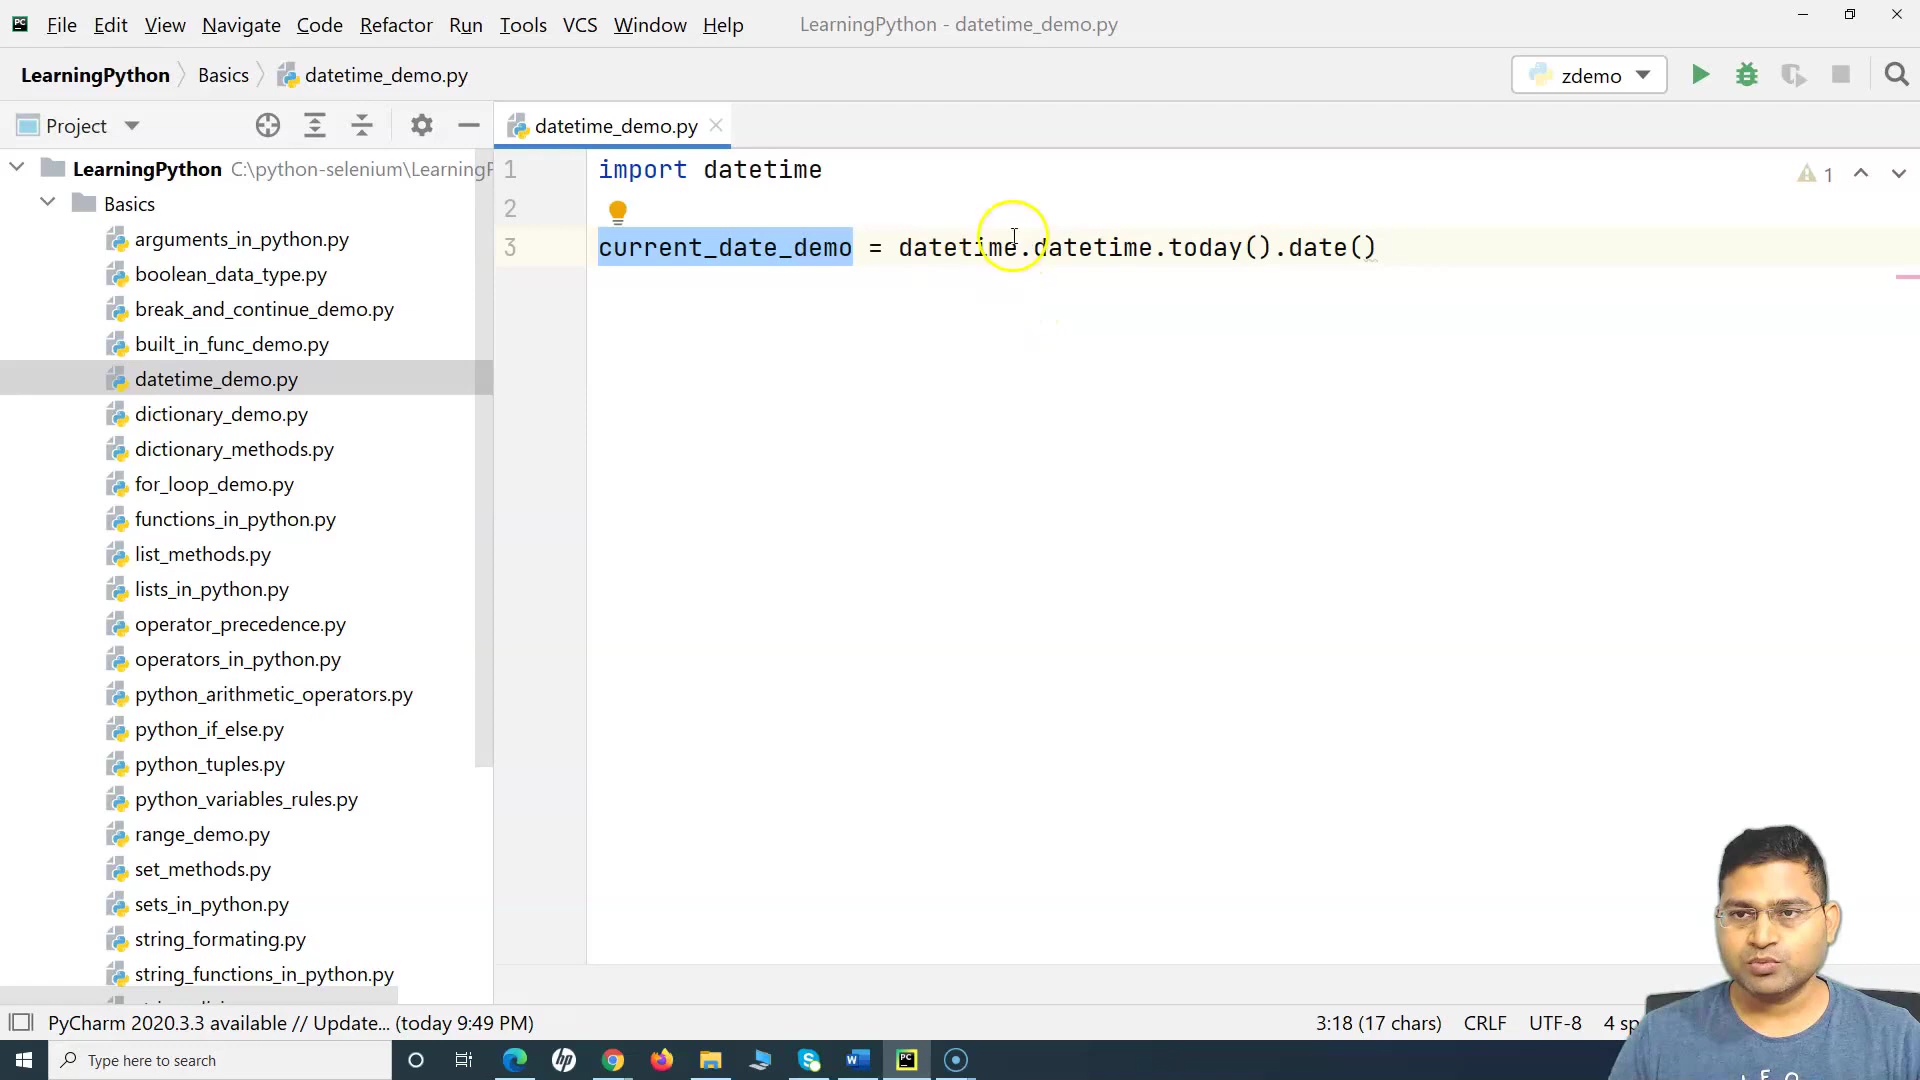 File Edit View Navigate Code Refactor Run Tools VCS Window Help LearningPython - datetime_demo.py
LearningPython Basics datetime_demo.py zdemo
Project
datetime_demo.py
LearningPython C:\python-selenium\LearningP
Basics
arguments_in_python.py
boolean_data_type.py
break_and_continue_demo.py
built_in_func_demo.py
datetime_demo.py
dictionary_demo.py
dictionary_methods.py
for_loop_demo.py
functions_in_python.py
list_methods.py
lists_in_python.py
operator_precedence.py
operators_in_python.py
python_arithmetic_operators.py
python_if_else.py
python_tuples.py
python_variables_rules.py
range_demo.py
set_methods.py
sets_in_python.py
string_formating.py
string_functions_in_python.py
1 import datetime
1
2
3 current_date_demo = datetime.datetime.today().date()
PyCharm 2020.3.3 available // Update... (today 9:49 PM) 3:18 (17 chars) CRLF UTF-8 4 sp
Type here to search